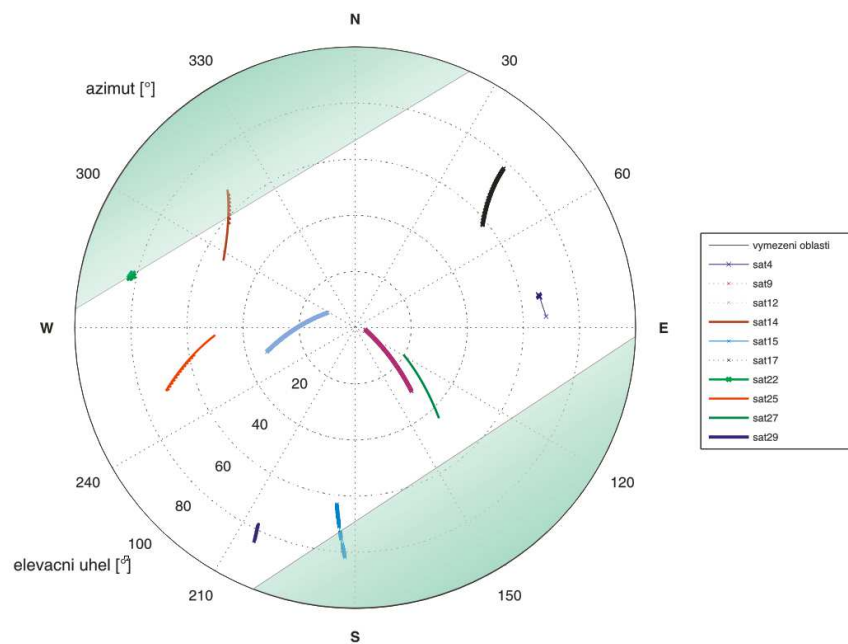 N
330
30
azimut [°]
300
60
vymezeni oblasti
sat4
sat9
sat12
sat14
sat15
sat17
sat22
sat25
sat27
sat29
W
E
20
40
60
80
100
240
120
elevacni uhel [°]
210
150
S